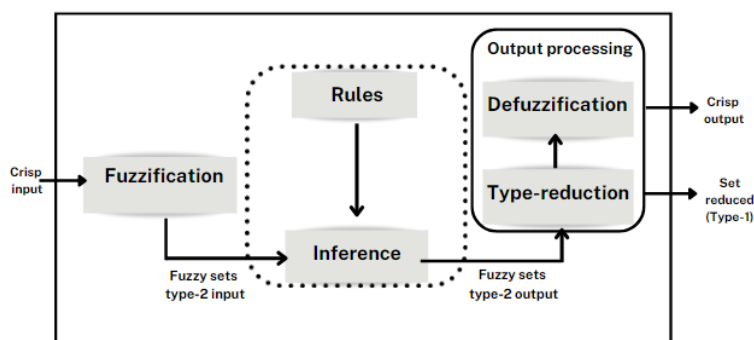 Output processing
Rules
Defuzzification
Crisp
output
Crisp
input
Fuzzification
Type-reduction
Set
reduced
(Type-1)
Inference
Fuzzy sets
type-2 input
Fuzzy sets
type-2 output